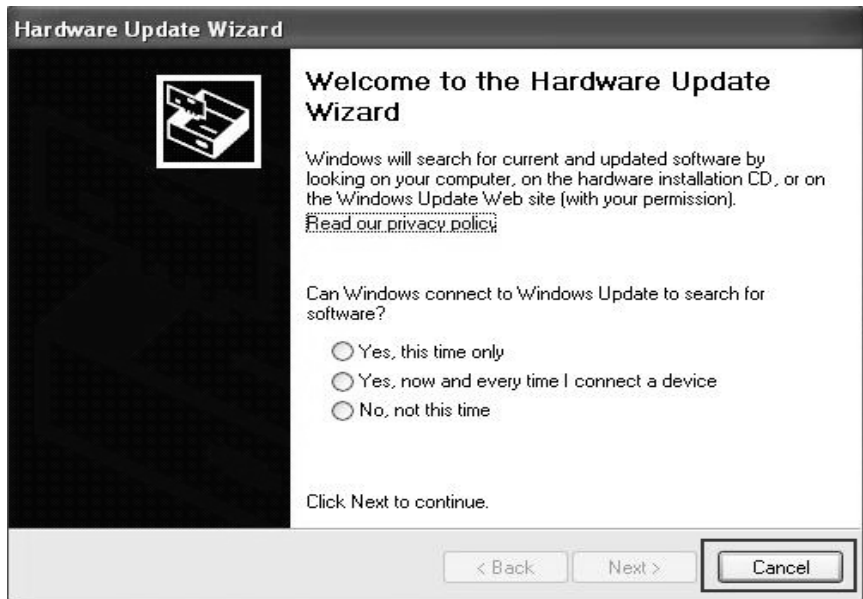 Hardware Update Wizard
Welcome to the Hardware Update
Wizard
Windows will search for current and updated software by
looking on your computer, on the hardware installation CD, or on
the Windows Update Web site (with your permission).
Read our privacy policy
Can Windows connect to Windows Update to search for
software?
Yes, this time only
Yes, now and every time I connect a device
No, not this time
Click Next to continue.
< Back
Next >
Cancel